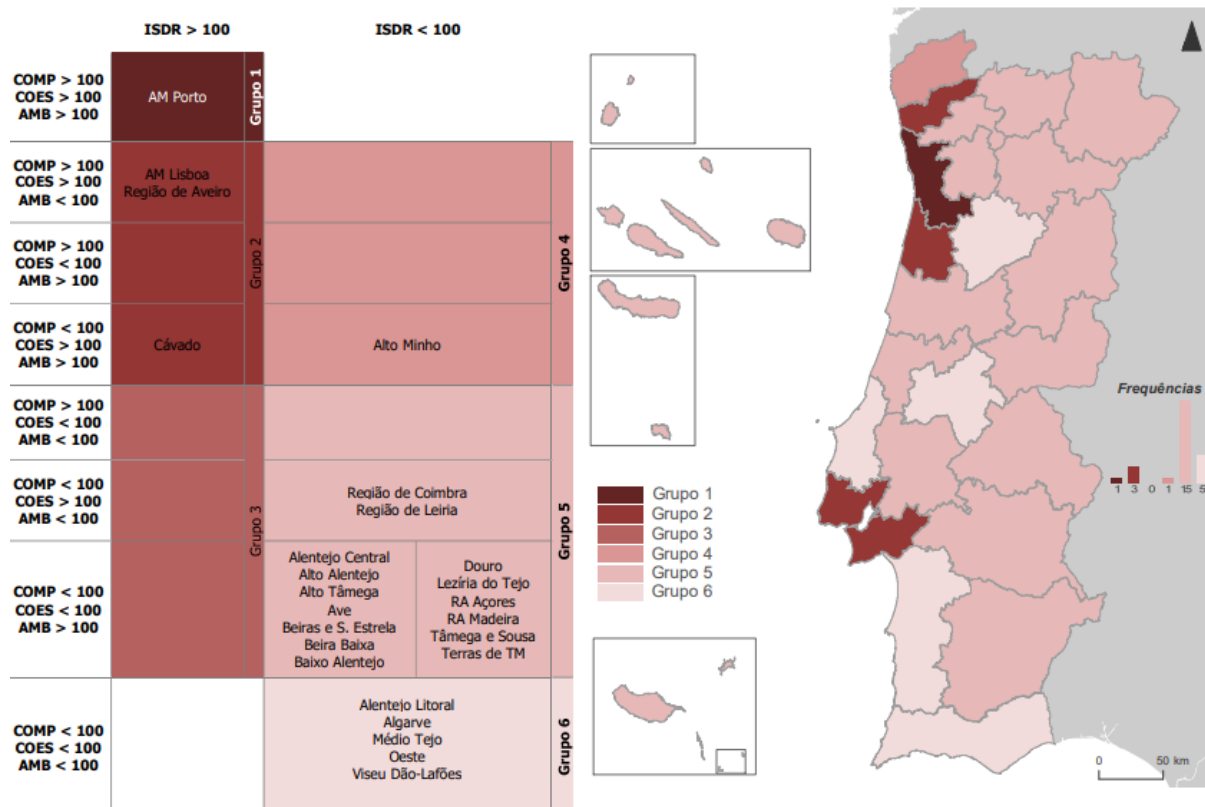 ISDR > 100
ISDR < 100
COMP > 100
COES > 100
AMB > 100
AM Porto
Grupo 1
COMP > 100
COES > 100
AMB < 100
AM Lisboa
Região de Aveiro
COMP > 100
COES < 100
AMB > 100
Grupo 2
Grupo 4
COMP < 100
COES > 100
AMB > 100
Cávado
Alto Minho
COMP > 100
COES < 100
AMB < 100
COMP < 100
COES > 100
AMB < 100
Grupo 3
Região de Coimbra
Região de Leiria
Grupo 5
COMP < 100
COES < 100
AMB > 100
Alentejo Central
Alto Alentejo
Alto Tâmega
Ave
Beiras e S. Estrela
Beira Baixa
Baixo Alentejo
Douro
Lezíria do Tejo
RA Açores
RA Madeira
Tâmega e Sousa
Terras de TM
COMP < 100
COES < 100
AMB < 100
Alentejo Litoral
Algarve
Médio Tejo
Oeste
Viseu Dão-Lafões
Grupo 6
Grupo 1
Grupo 2
Grupo 3
Grupo 4
Grupo 5
Grupo 6
Frequências
1 3 0 1 15 5
0 50 km